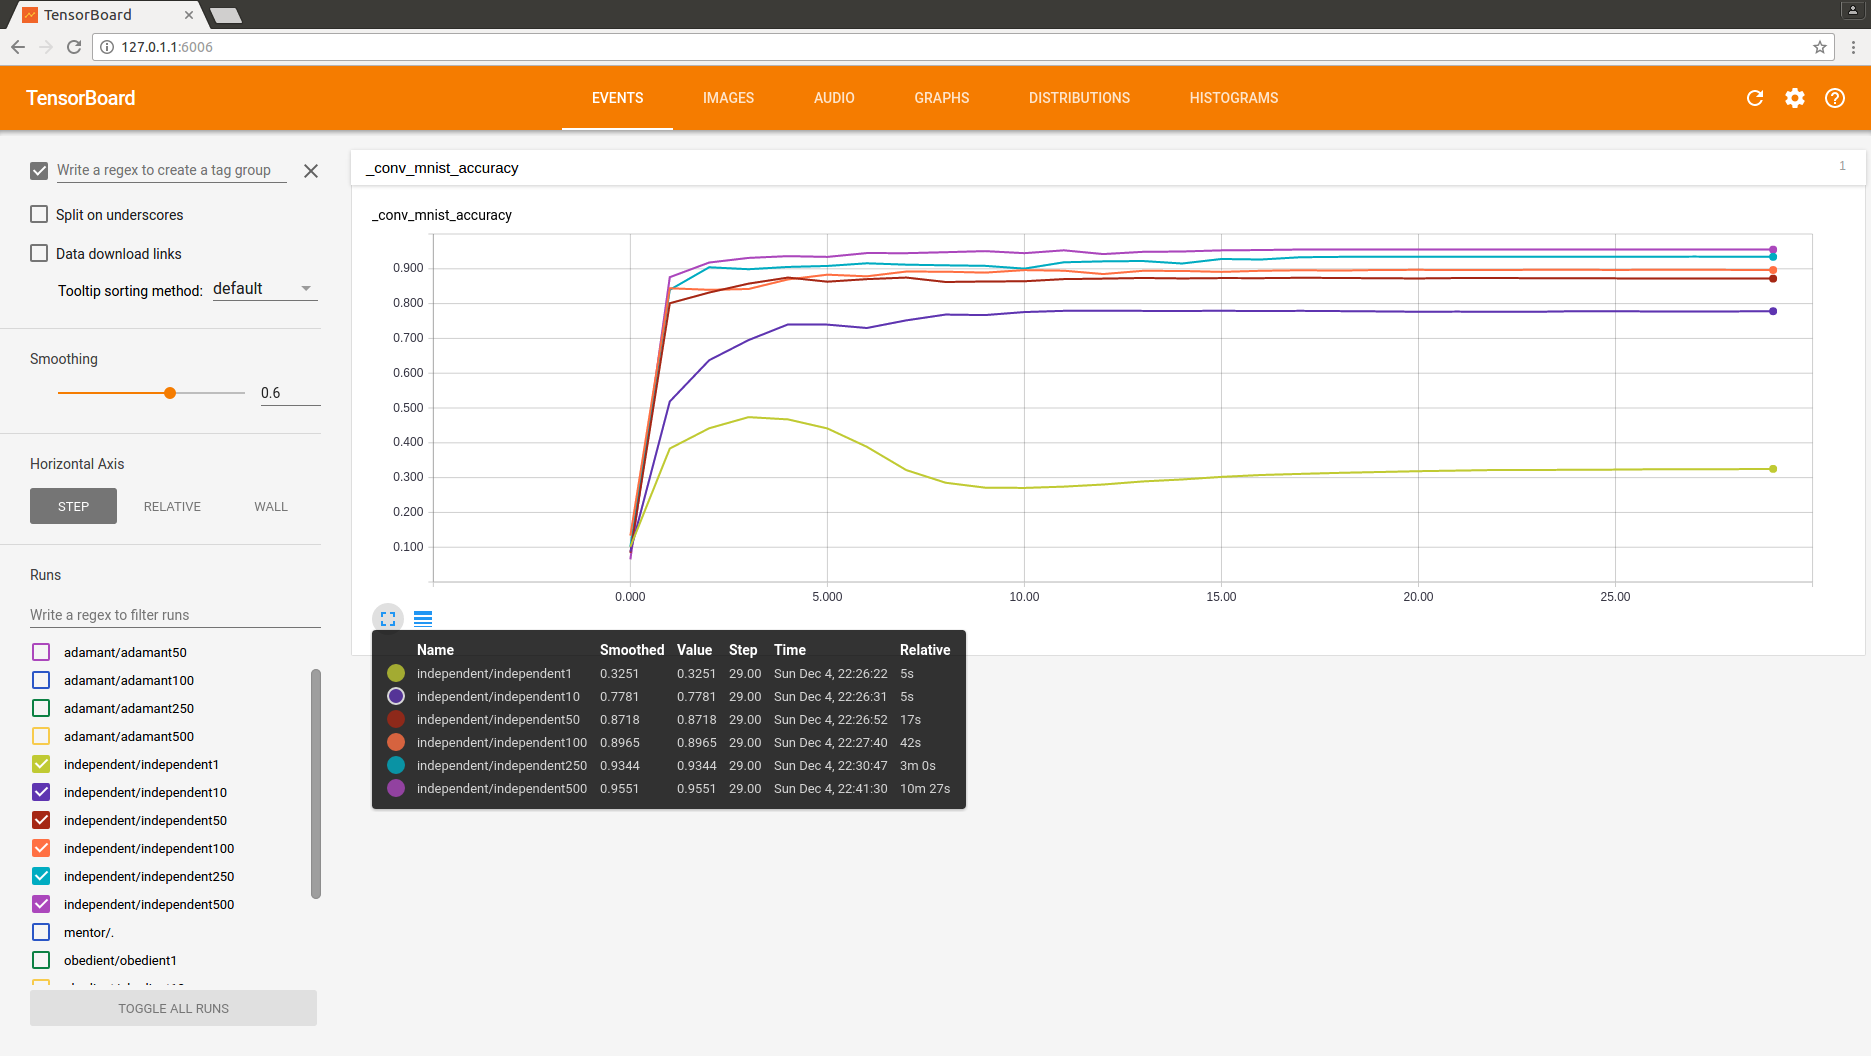 TensorBoard
127.0.1.1:6006
TensorBoard EVENTS IMAGES AUDIO GRAPHS DISTRIBUTIONS HISTOGRAMS
Write a regex to create a tag group
Split on underscores
Data download links
Tooltip sorting method: default
Smoothing
0.6
Horizontal Axis
STEP RELATIVE WALL
Runs
Write a regex to filter runs
adamant/adamant50
adamant/adamant100
adamant/adamant250
adamant/adamant500
independent/independent1
independent/independent10
independent/independent50
independent/independent100
independent/independent250
independent/independent500
mentor/.
obedient/obedient1
TOGGLE ALL RUNS
_conv_mnist_accuracy 1
_conv_mnist_accuracy
0.900
0.800
0.700
0.600
0.500
0.400
0.300
0.200
0.100
0.000 5.000 10.00 15.00 20.00 25.00
Name Smoothed Value Step Time Relative
independent/independent1 0.3251 0.3251 29.00 Sun Dec 4, 22:26:22 5s
independent/independent10 0.7781 0.7781 29.00 Sun Dec 4, 22:26:31 5s
independent/independent50 0.8718 0.8718 29.00 Sun Dec 4, 22:26:52 17s
independent/independent100 0.8965 0.8965 29.00 Sun Dec 4, 22:27:40 42s
independent/independent250 0.9344 0.9344 29.00 Sun Dec 4, 22:30:47 3m 0s
independent/independent500 0.9551 0.9551 29.00 Sun Dec 4, 22:41:30 10m 27s